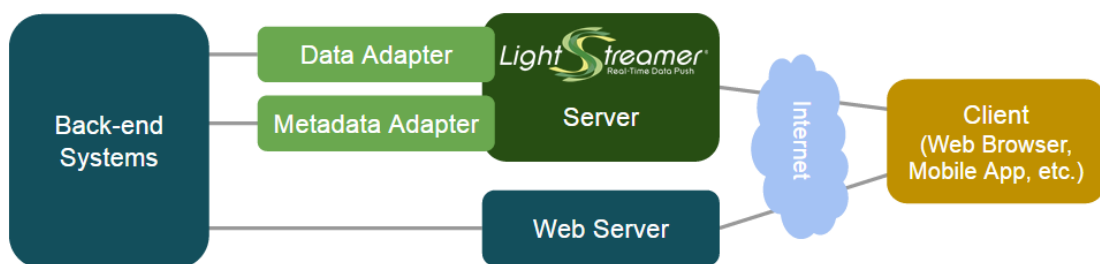 Back-end
Systems
Data Adapter
Metadata Adapter
LightStreamer®
Real-Time Data Push
Server
Web Server
Internet
Client
(Web Browser,
Mobile App, etc.)